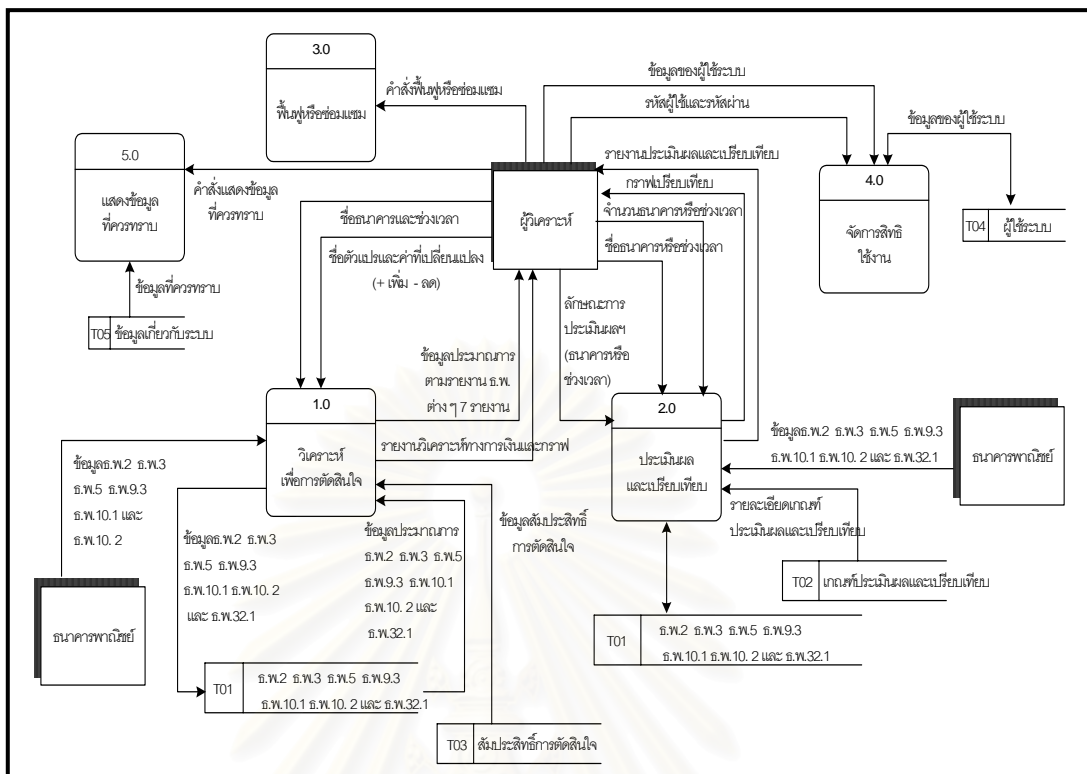 3.0
ฟื้นฟูหรือซ่อมแซม
คำสั่งฟื้นฟูหรือซ่อมแซม
ข้อมูลของผู้ใช้ระบบ
รหัสผู้ใช้และรหัสผ่าน
ข้อมูลของผู้ใช้ระบบ
5.0
แสดงข้อมูล
ที่ควรทราบ
คำสั่งแสดงข้อมูล
ที่ควรทราบ
รายงานประเมินผลและเปรียบเทียบ
กราฟเปรียบเทียบ
จำนวนธนาคารหรือช่วงเวลา
ชื่อธนาคารหรือช่วงเวลา
ผู้วิเคราะห์
4.0
จัดการสิทธิ
ใช้งาน
T04
ผู้ใช้ระบบ
ชื่อธนาคารและช่วงเวลา
ชื่อตัวแปรและค่าที่เปลี่ยนแปลง
(+ เพิ่ม - ลด)
ข้อมูลที่ควรทราบ
T05
ข้อมูลเกี่ยวกับระบบ
ลักษณะการ
ประเมินผลฯ
(ธนาคารหรือ
ช่วงเวลา)
ข้อมูลประมาณการ
ตามรายงาน ธ.พ.
ต่าง ๆ 7 รายงาน
1.0
วิเคราะห์
เพื่อการตัดสินใจ
รายงานวิเคราะห์ทางการเงินและกราฟ
2.0
ประเมินผล
และเปรียบเทียบ
ข้อมูลธ.พ.2 ธ.พ.3 ธ.พ.5 ธ.พ.9.3
ธ.พ.10.1 ธ.พ.10. 2 และ ธ.พ.32.1
ธนาคารพาณิชย์
ข้อมูลธ.พ.2 ธ.พ.3
ธ.พ.5 ธ.พ.9.3
ธ.พ.10.1 และ
ธ.พ.10. 2
ข้อมูลธ.พ.2 ธ.พ.3
ธ.พ.5 ธ.พ.9.3
ธ.พ.10.1 ธ.พ.10. 2
และ ธ.พ.32.1
ข้อมูลประมาณการ
ธ.พ.2 ธ.พ.3 ธ.พ.5
ธ.พ.9.3 ธ.พ.10.1
ธ.พ.10. 2 และ
ธ.พ.32.1
ข้อมูลสัมประสิทธิ์
การตัดสินใจ
รายละเอียดเกณฑ์
ประเมินผลและเปรียบเทียบ
T02
เกณฑ์ประเมินผลและเปรียบเทียบ
ธนาคารพาณิชย์
T01
ธ.พ.2 ธ.พ.3 ธ.พ.5 ธ.พ.9.3
ธ.พ.10.1 ธ.พ.10. 2 และ ธ.พ.32.1
T01
ธ.พ.2 ธ.พ.3 ธ.พ.5 ธ.พ.9.3
ธ.พ.10.1 ธ.พ.10. 2 และ ธ.พ.32.1
T03
สัมประสิทธิ์การตัดสินใจ